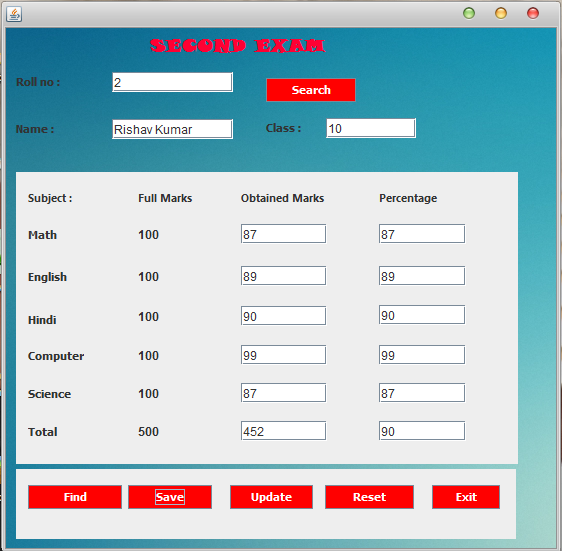 SECOND EXAM
Roll no : 2 Search
Name : Rishav Kumar Class : 10
Subject : Full Marks Obtained Marks Percentage
Math 100 87 87
English 100 89 89
Hindi 100 90 90
Computer 100 99 99
Science 100 87 87
Total 500 452 90
Find Save Update Reset Exit